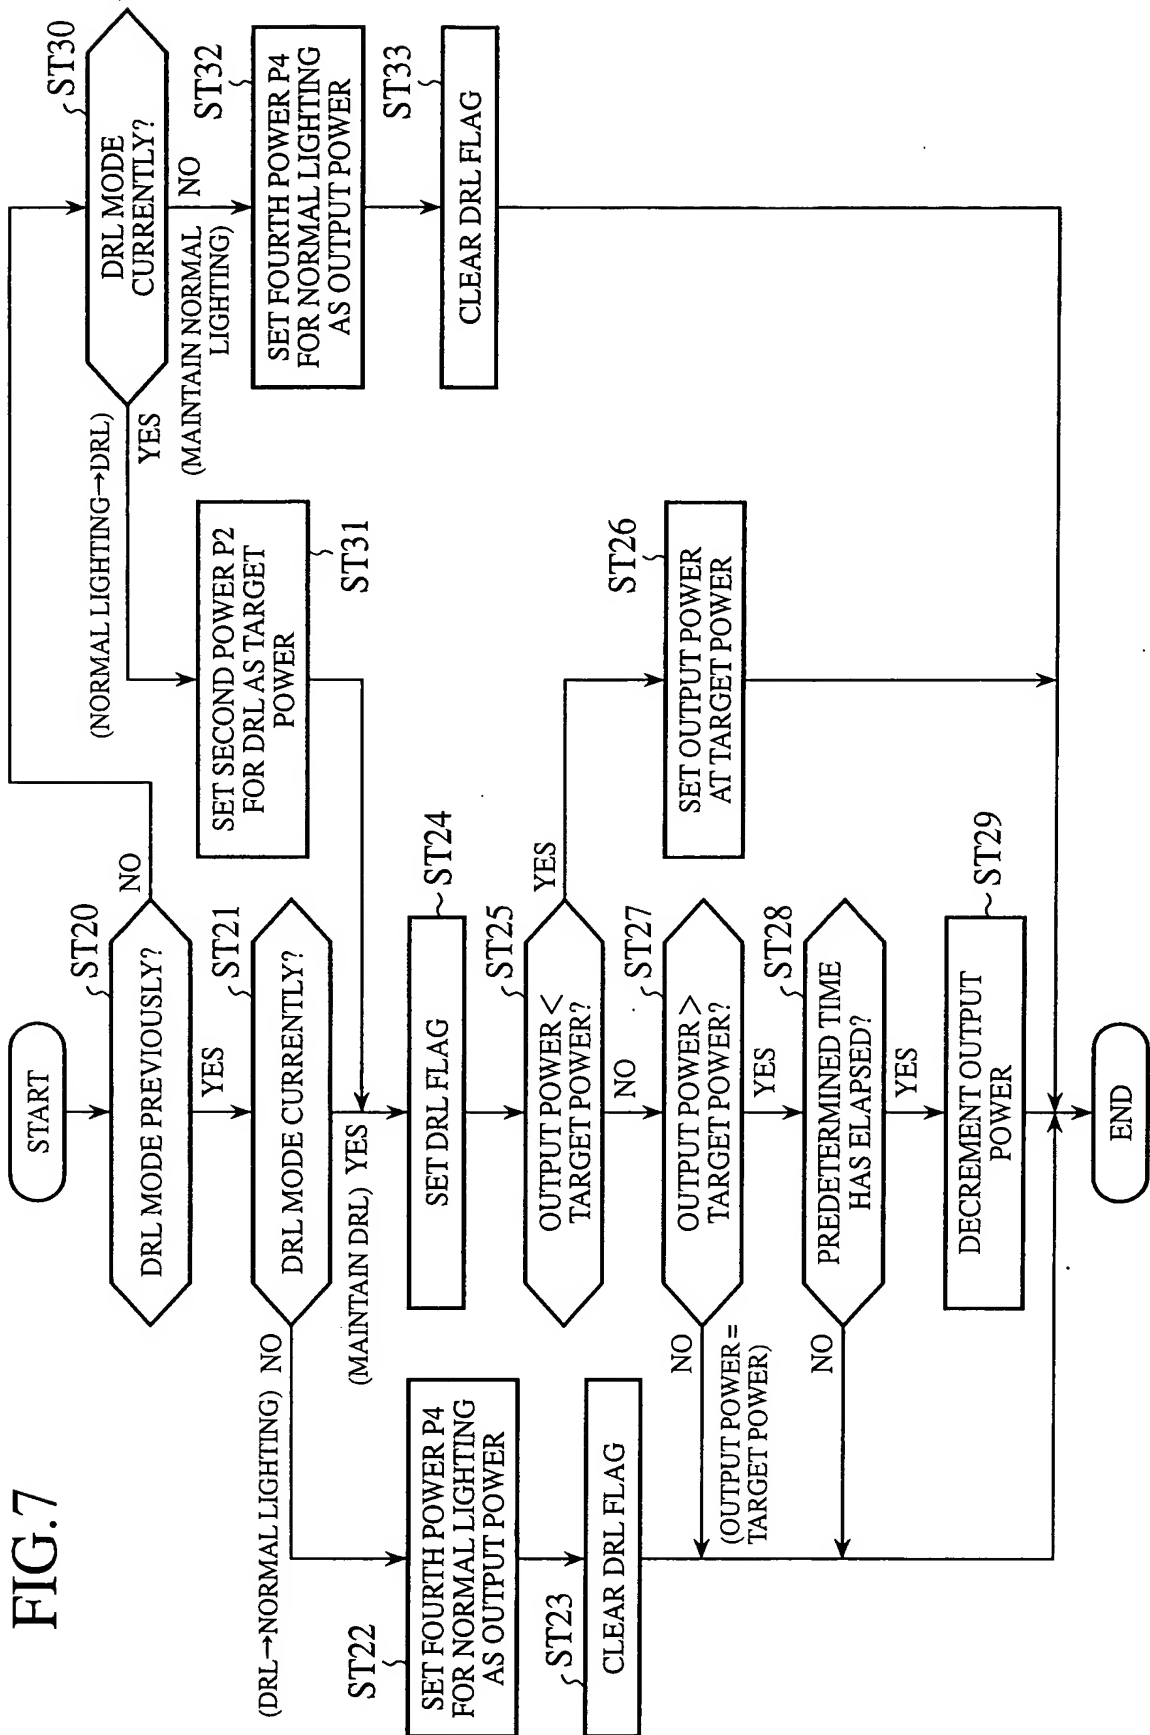 FIG.7
START
ST20
DRL MODE PREVIOUSLY?
NO
YES
ST21
DRL MODE CURRENTLY?
(DRL→NORMAL LIGHTING) NO
(MAINTAIN DRL) YES
ST22
SET FOURTH POWER P4
FOR NORMAL LIGHTING
AS OUTPUT POWER
ST23
CLEAR DRL FLAG
ST24
SET DRL FLAG
ST25
OUTPUT POWER <
TARGET POWER?
YES
NO
ST26
SET OUTPUT POWER
AT TARGET POWER
ST27
OUTPUT POWER >
TARGET POWER?
NO
(OUTPUT POWER =
TARGET POWER)
YES
ST28
PREDETERMINED TIME
HAS ELAPSED?
NO
YES
ST29
DECREMENT OUTPUT
POWER
END
ST30
DRL MODE
CURRENTLY?
(NORMAL LIGHTING→DRL)
YES
NO
(MAINTAIN NORMAL
LIGHTING)
SET SECOND POWER P2
FOR DRL AS TARGET
POWER
ST31
ST32
SET FOURTH POWER P4
FOR NORMAL LIGHTING
AS OUTPUT POWER
ST33
CLEAR DRL FLAG